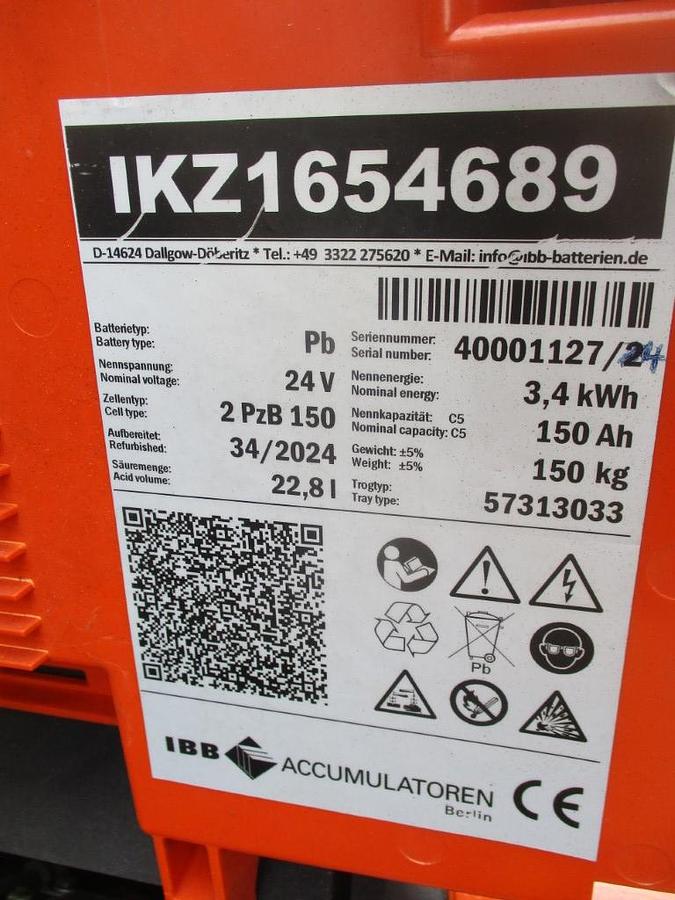 IKZ1654689
D-14624 Dallgow-Döberitz * Tel.: +49 3322 275620 * E-Mail: info@ibb-batterien.de
Batterietyp:
Battery type: Pb
Nennspannung:
Nominal voltage: 24 V
Zellentyp:
Cell type: 2 PzB 150
Aufbereitet:
Refurbished: 34/2024
Säuremenge:
Acid volume: 22,8 l
Seriennummer:
Serial number: 40001127/24
Nennenergie:
Nominal energy: 3,4 kWh
Nennkapazität: C5
Nominal capacity: C5 150 Ah
Gewicht: ±5%
Weight: ±5% 150 kg
Trogtyp:
Tray type: 57313033
Pb
IBB ACCUMULATOREN
Berlin
CE